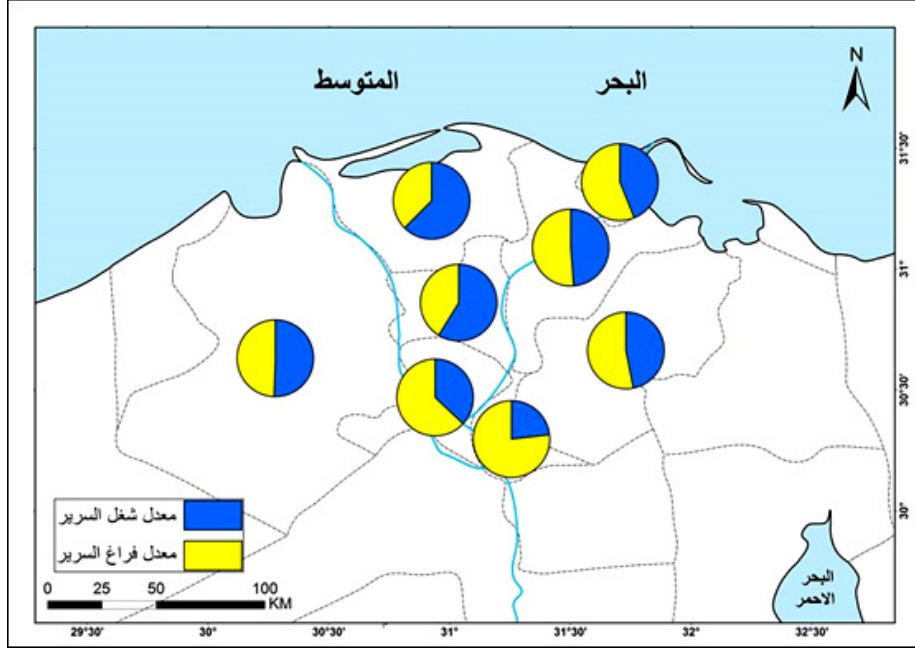 N
البحر
المتوسط
31°30'
31°
30°30'
30°
معدل شغل السرير
معدل فراغ السرير
0 25 50 100
KM
البحر
الاحمر
29°30' 30° 30°30' 31° 31°30' 32° 32°30'